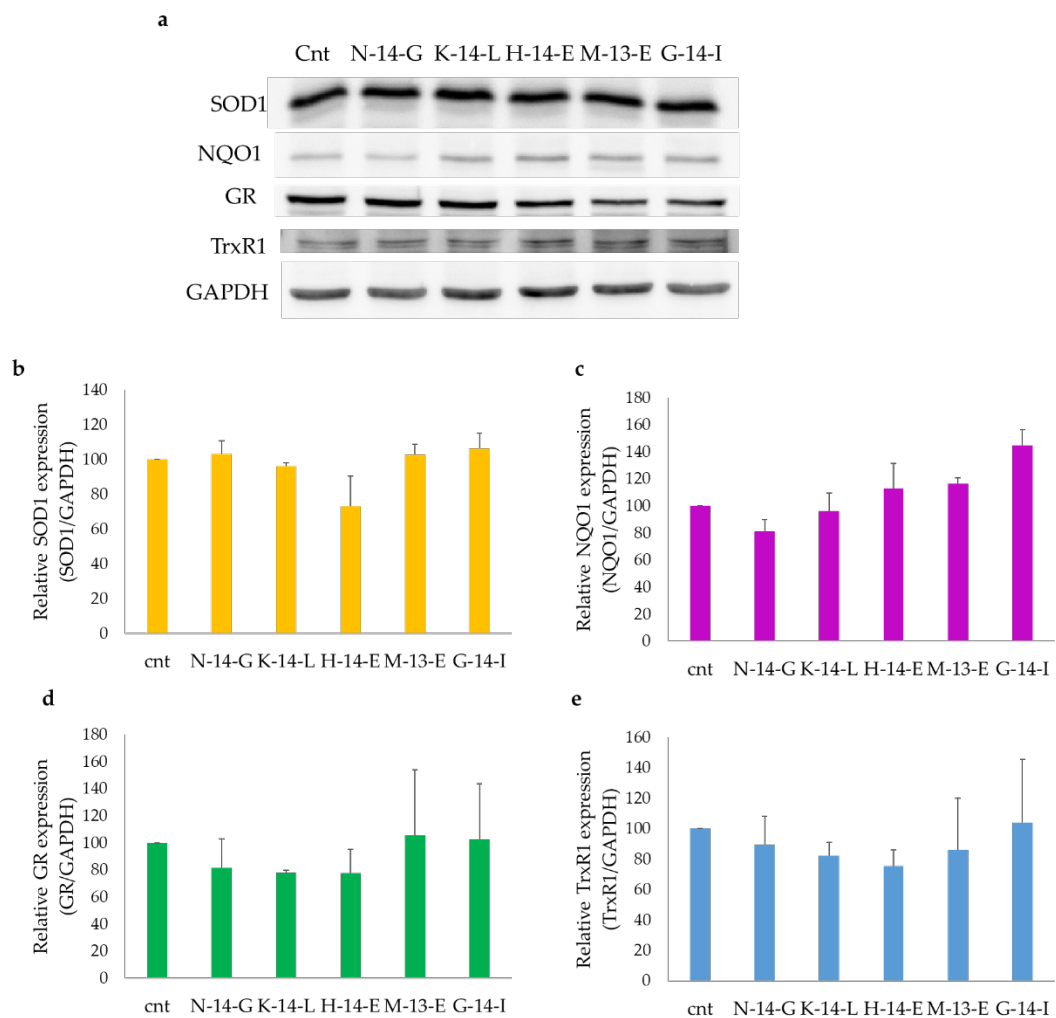 a
Cnt N-14-G K-14-L H-14-E M-13-E G-14-I
SOD1
NQO1
GR
TrxR1
GAPDH
b
Relative SOD1 expression
(SOD1/GAPDH)
140
120
100
80
60
40
20
0
cnt N-14-G K-14-L H-14-E M-13-E G-14-I
c
Relative NQO1 expression
(NQO1/GAPDH)
180
160
140
120
100
80
60
40
20
0
cnt N-14-G K-14-L H-14-E M-13-E G-14-I
d
Relative GR expression
(GR/GAPDH)
180
160
140
120
100
80
60
40
20
0
cnt N-14-G K-14-L H-14-E M-13-E G-14-I
e
Relative TrxR1 expression
(TrxR1/GAPDH)
160
140
120
100
80
60
40
20
0
cnt N-14-G K-14-L H-14-E M-13-E G-14-I